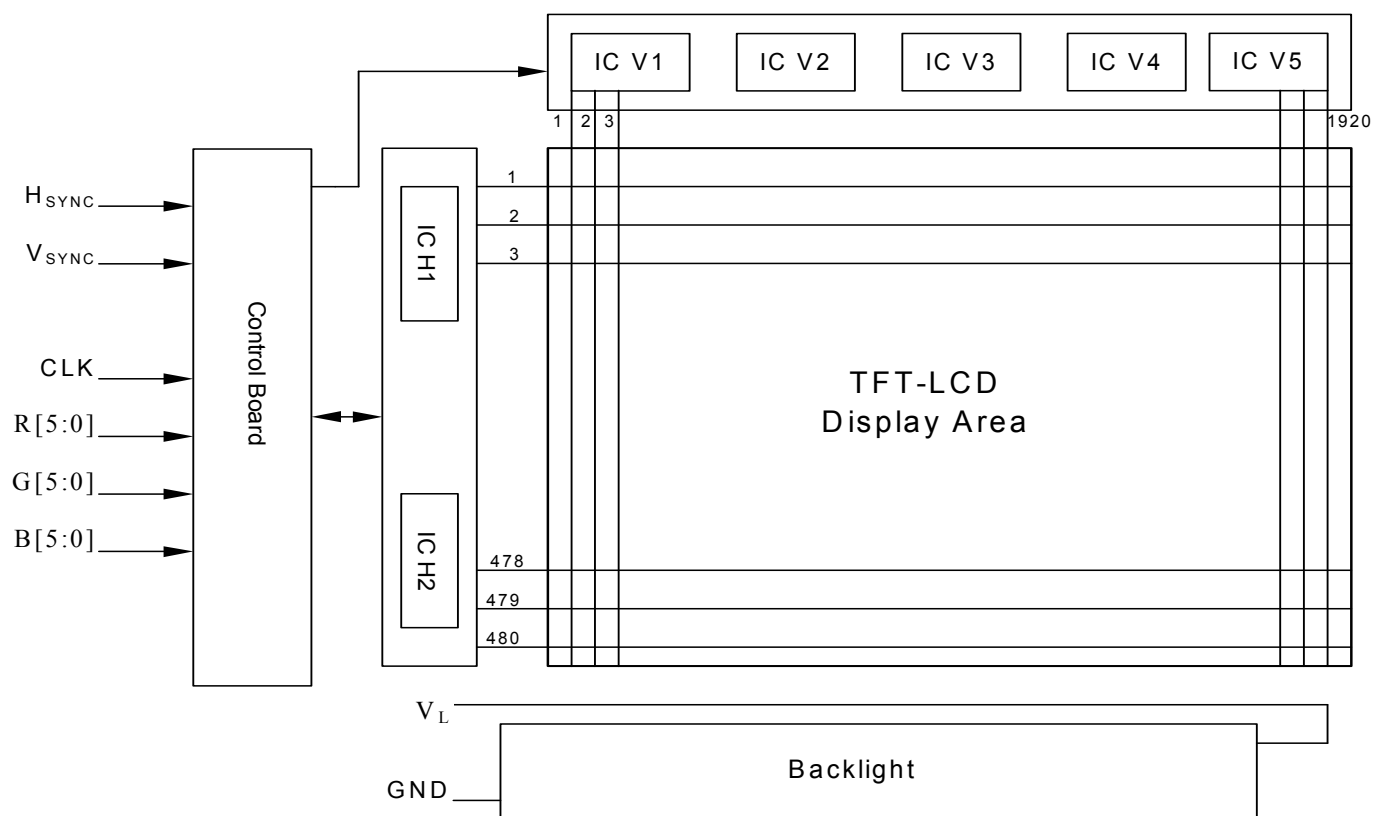 IC V1 IC V2 IC V3 IC V4 IC V5
1 2 3 1920
HSYNC
VSYNC
CLK
R[5:0]
G[5:0]
B[5:0]
Control Board
IC H1
IC H2
1
2
3
478
479
480
TFT-LCD
Display Area
VL
Backlight
GND